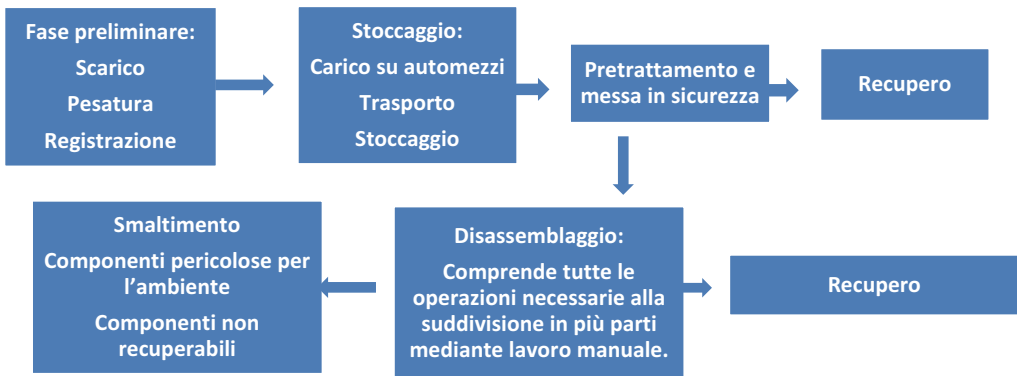 Fase preliminare:
Scarico
Pesatura
Registrazione
Stoccaggio:
Carico su automezzi
Trasporto
Stoccaggio
Pretrattamento e
messa in sicurezza
Recupero
Smaltimento
Componenti pericolose per
l’ambiente
Componenti non
recuperabili
Disassemblaggio:
Comprende tutte le
operazioni necessarie alla
suddivisione in più parti
mediante lavoro manuale.
Recupero